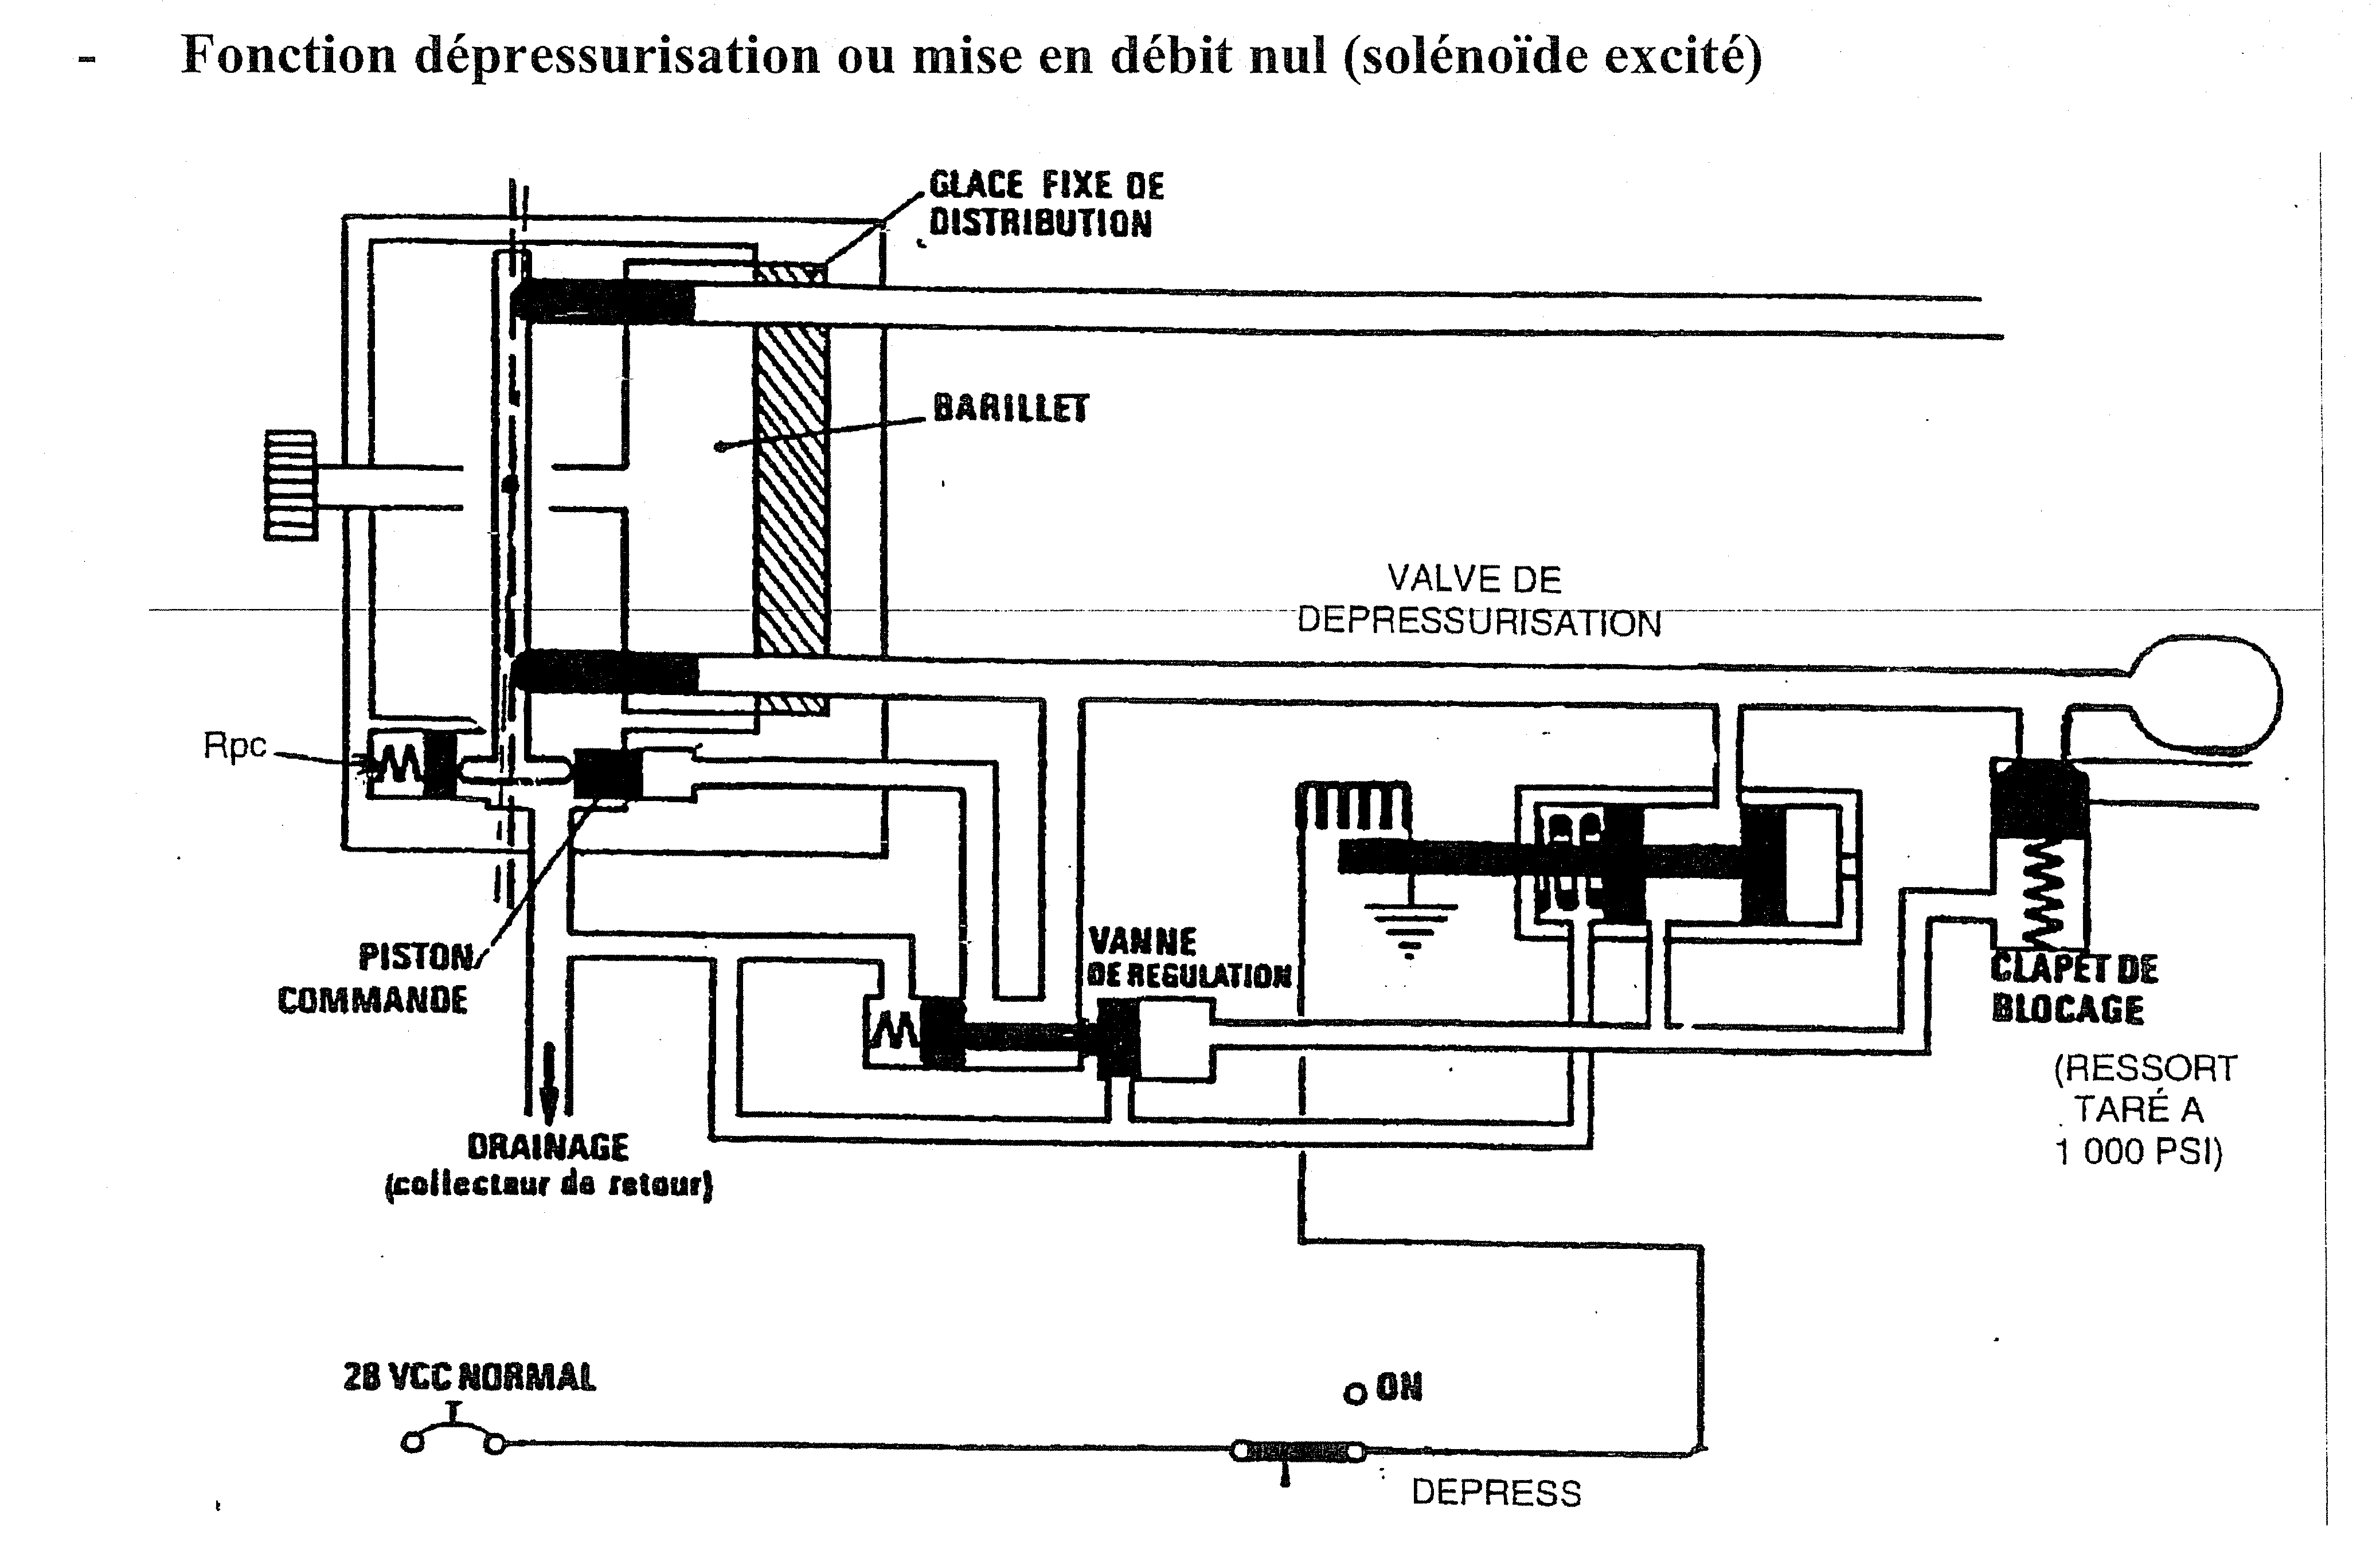 - Fonction dépressurisation ou mise en débit nul (solénoïde excité)
GLACE FIXE DE
DISTRIBUTION
BARILLET
VALVE DE
DEPRESSURISATION
Rpc
PISTON
COMMANDE
VANNE
DE REGULATION
CLAPET DE
BLOCAGE
(RESSORT
TARÉ A
1 000 PSI)
DRAINAGE
(collecteur de retour)
28 VCC NORMAL
ON
DEPRESS